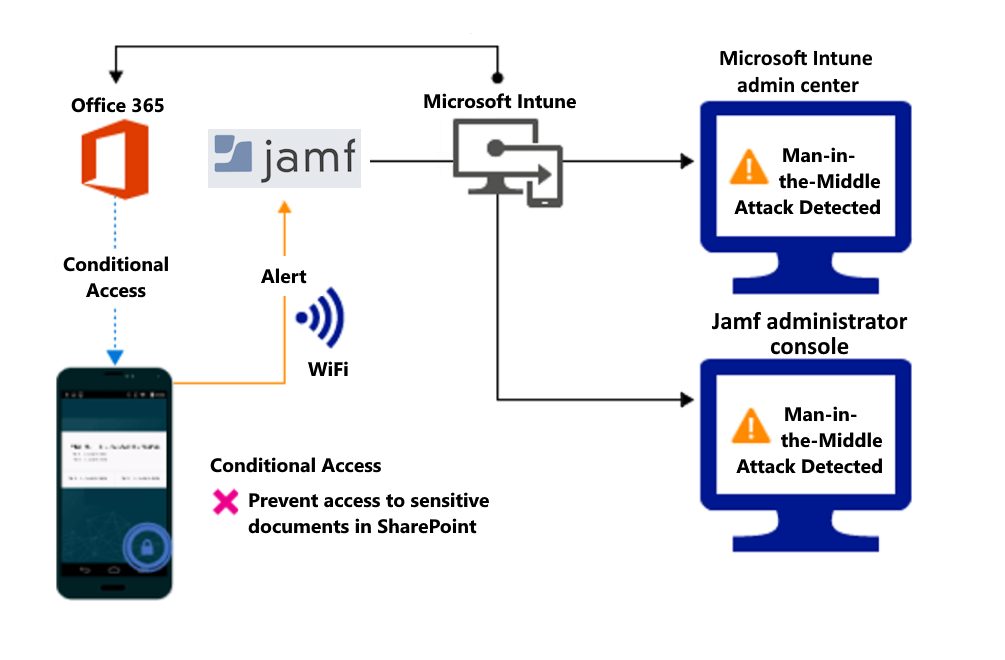 Office 365
Microsoft Intune
Microsoft Intune
admin center
jamf
Man-in-
the-Middle
Attack Detected
Conditional
Access
Alert
WiFi
Jamf administrator
console
Man-in-
the-Middle
Attack Detected
Conditional Access
Prevent access to sensitive
documents in SharePoint